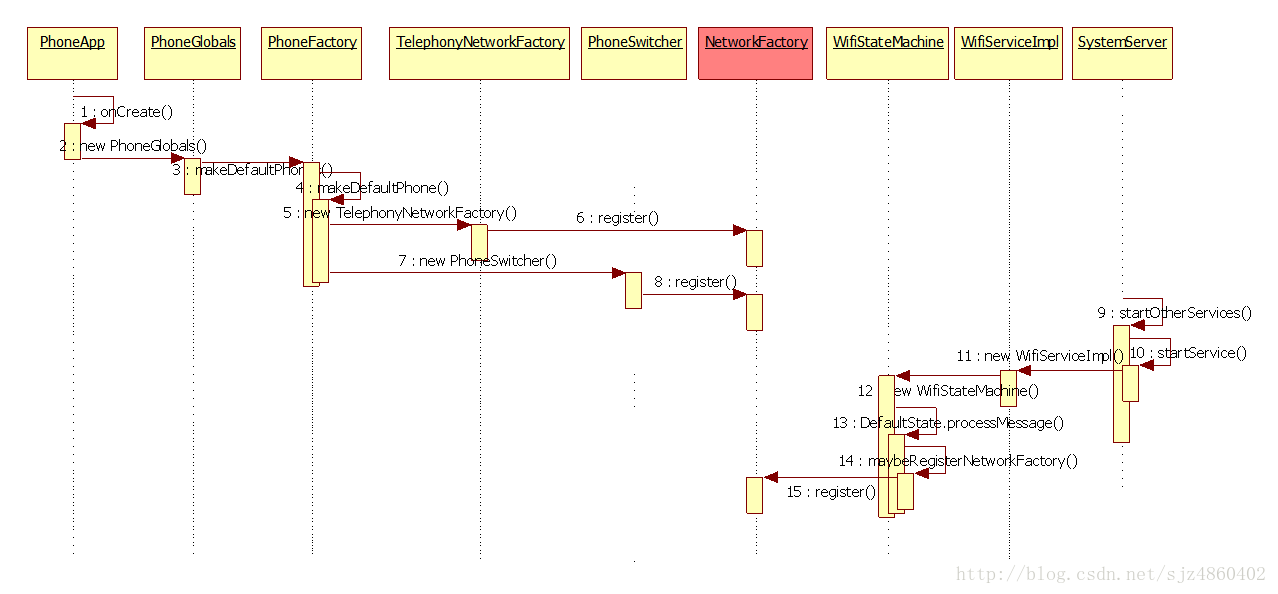 PhoneApp
PhoneGlobals
PhoneFactory
TelephonyNetworkFactory
PhoneSwitcher
NetworkFactory
WifiStateMachine
WifiServiceImpl
SystemServer
1 : onCreate()
2 : new PhoneGlobals()
3 : makeDefaultPhones()
4 : makeDefaultPhone()
5 : new TelephonyNetworkFactory()
6 : register()
7 : new PhoneSwitcher()
8 : register()
9 : startOtherServices()
10 : startService()
11 : new WifiServiceImpl()
12 : new WifiStateMachine()
13 : DefaultState.processMessage()
14 : maybeRegisterNetworkFactory()
15 : register()
http://blog.csdn.net/sjz4860402